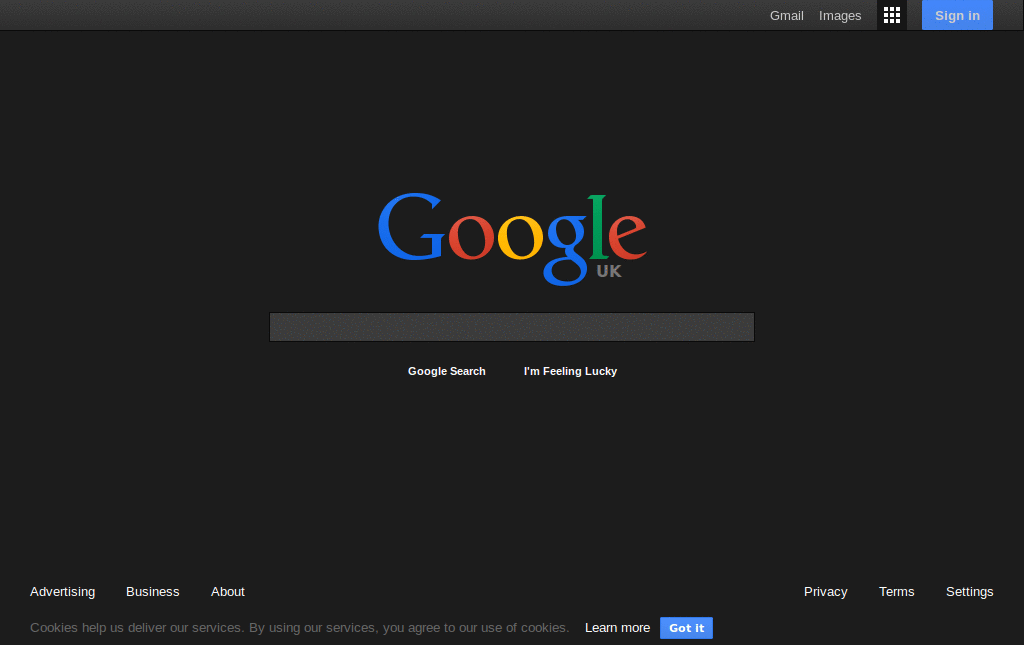 Gmail Images Sign in
Google
UK
Google Search I'm Feeling Lucky
Advertising Business About Privacy Terms Settings
Cookies help us deliver our services. By using our services, you agree to our use of cookies. Learn more Got it